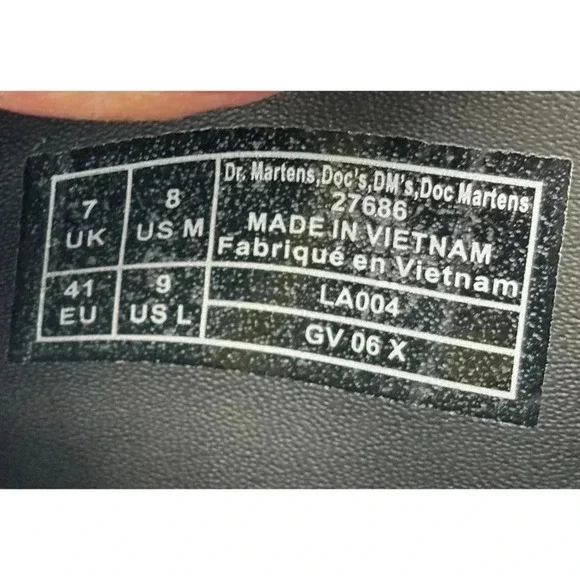 7
UK
8
US M
41
EU
9
US L
Dr. Martens,Doc's,DM's,Doc Martens
27686
MADE IN VIETNAM
Fabriqué en Vietnam
LA004
GV 06 X